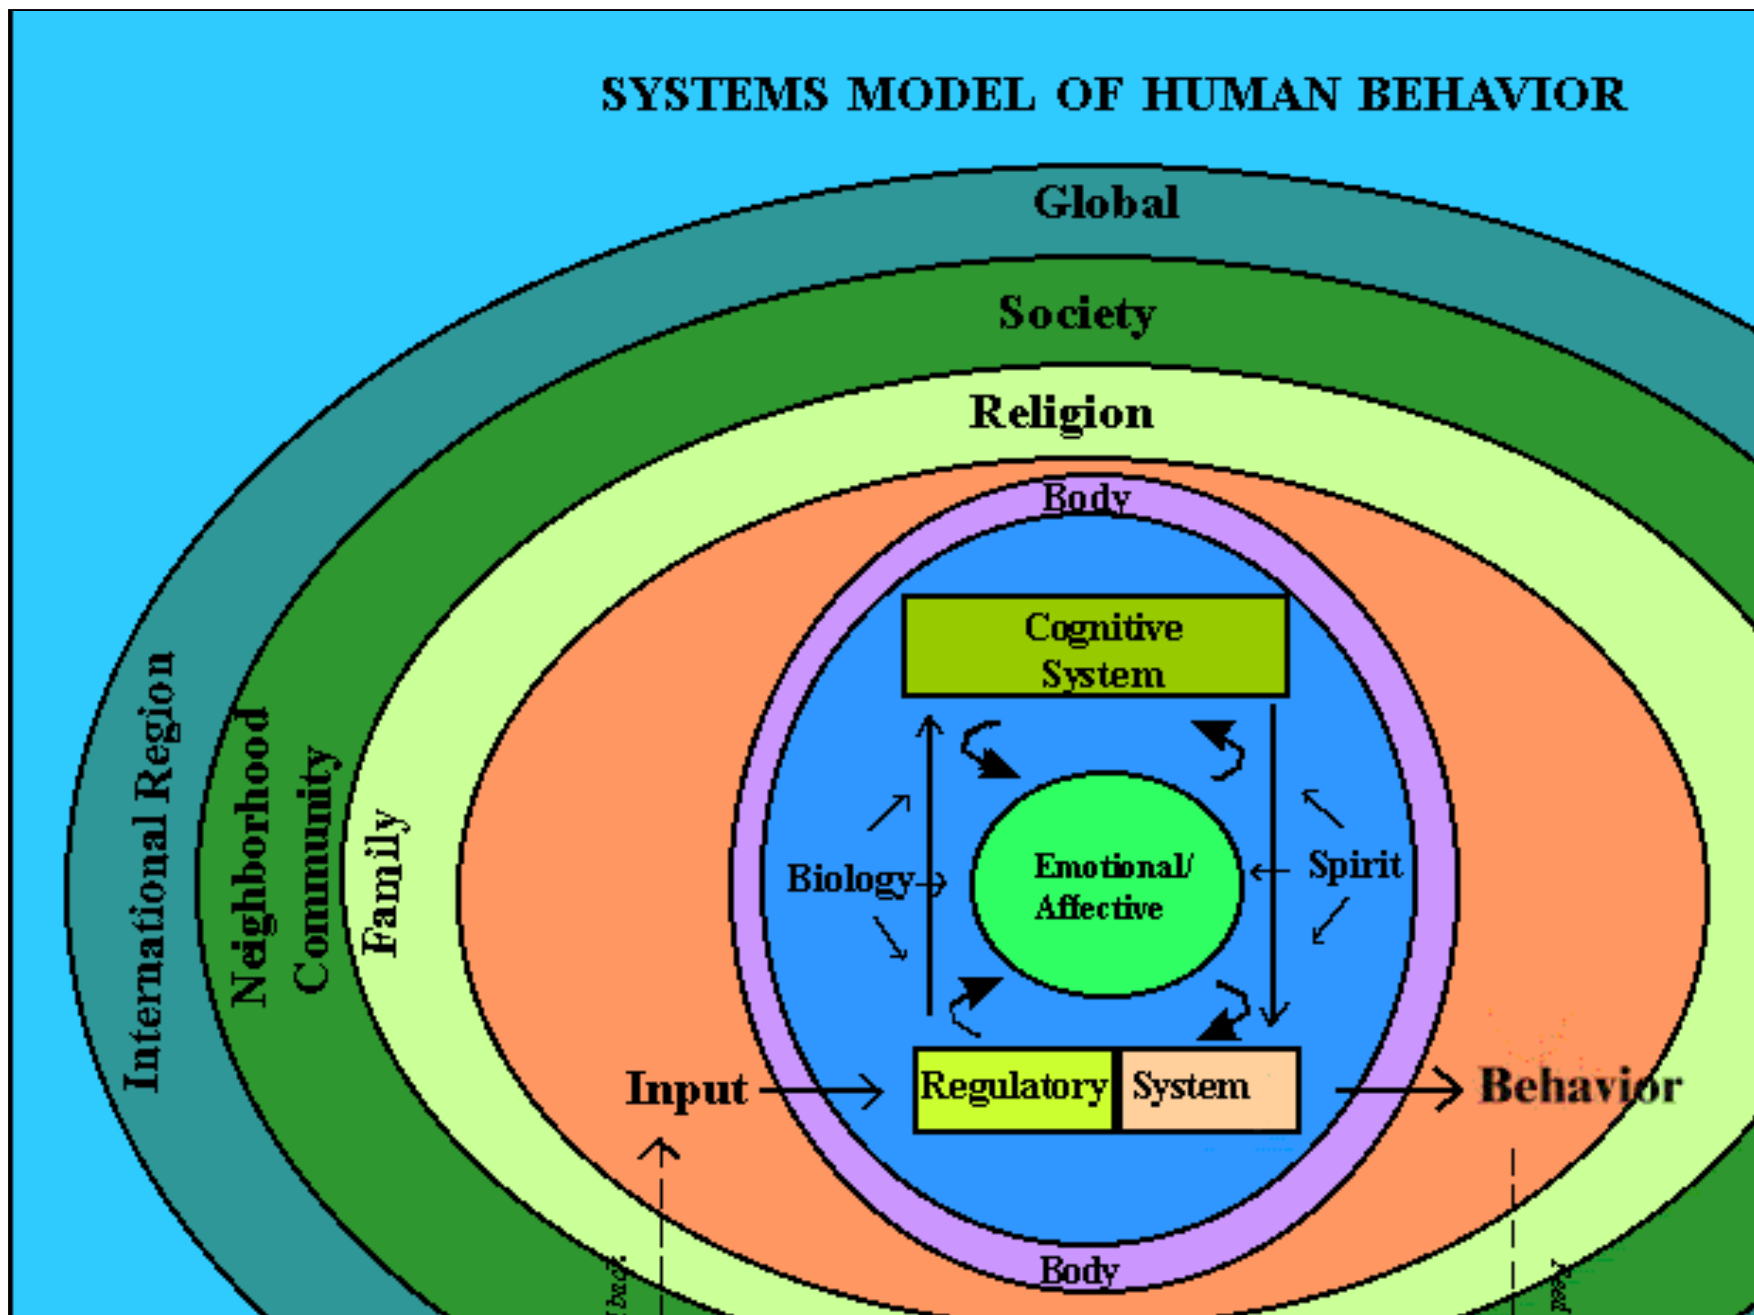 SYSTEMS MODEL OF HUMAN BEHAVIOR
Global
Society
Religion
Body
Cognitive
System
International Region
Neighborhood
Community
Family
Biology
Emotional/
Affective
Spirit
Input
Regulatory
System
Behavior
Body